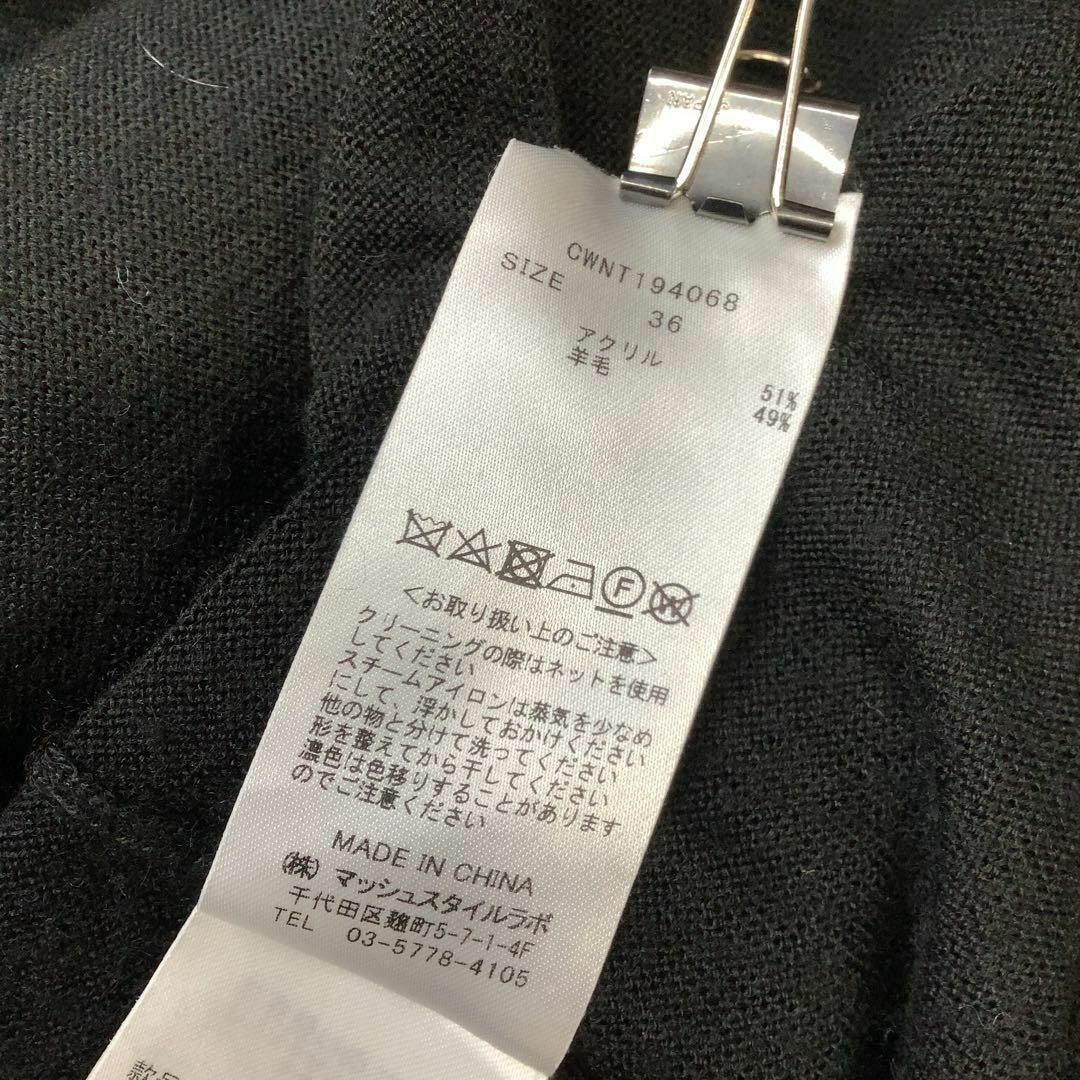 CWNT194068
SIZE 36
アクリル 51%
羊毛 49%
F
W
<お取り扱い上のご注意>
クリーニングの際はネットを使用
してください
スチームアイロンは蒸気を少なめ
にして、浮かしておかけください
他の物と分けて洗ってください
形を整えてから干してください
濃色は色移りすることがあります
のでご注意ください
MADE IN CHINA
(株) マッシュスタイルラボ
千代田区麹町5-7-1-4F
TEL 03-5778-4105